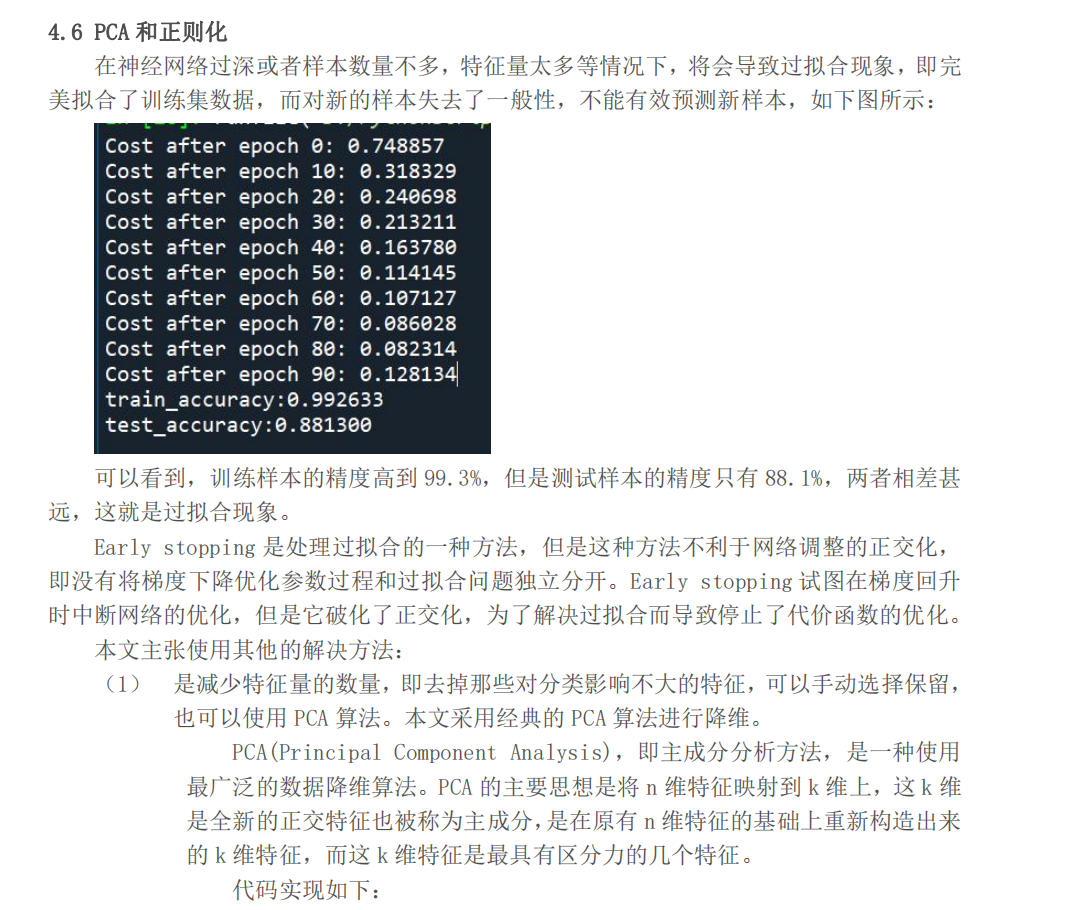 4.6 PCA 和正则化
在神经网络过深或者样本数量不多，特征量太多等情况下，将会导致过拟合现象，即完
美拟合了训练集数据，而对新的样本失去了一般性，不能有效预测新样本，如下图所示：
Cost after epoch 0: 0.748857
Cost after epoch 10: 0.318329
Cost after epoch 20: 0.240698
Cost after epoch 30: 0.213211
Cost after epoch 40: 0.163780
Cost after epoch 50: 0.114145
Cost after epoch 60: 0.107127
Cost after epoch 70: 0.086028
Cost after epoch 80: 0.082314
Cost after epoch 90: 0.128134
train_accuracy:0.992633
test_accuracy:0.881300
可以看到，训练样本的精度高到 99.3%，但是测试样本的精度只有 88.1%，两者相差甚
远，这就是过拟合现象。
Early stopping 是处理过拟合的一种方法，但是这种方法不利于网络调整的正交化，
即没有将梯度下降优化参数过程和过拟合问题独立分开。Early stopping 试图在梯度回升
时中断网络的优化，但是它破化了正交化，为了解决过拟合而导致停止了代价函数的优化。
本文主张使用其他的解决方法：
（1） 是减少特征量的数量，即去掉那些对分类影响不大的特征，可以手动选择保留，
也可以使用 PCA 算法。本文采用经典的 PCA 算法进行降维。
PCA(Principal Component Analysis)，即主成分分析方法，是一种使用
最广泛的数据降维算法。PCA 的主要思想是将 n 维特征映射到 k 维上，这 k 维
是全新的正交特征也被称为主成分，是在原有 n 维特征的基础上重新构造出来
的 k 维特征，而这 k 维特征是最具有区分力的几个特征。
代码实现如下：